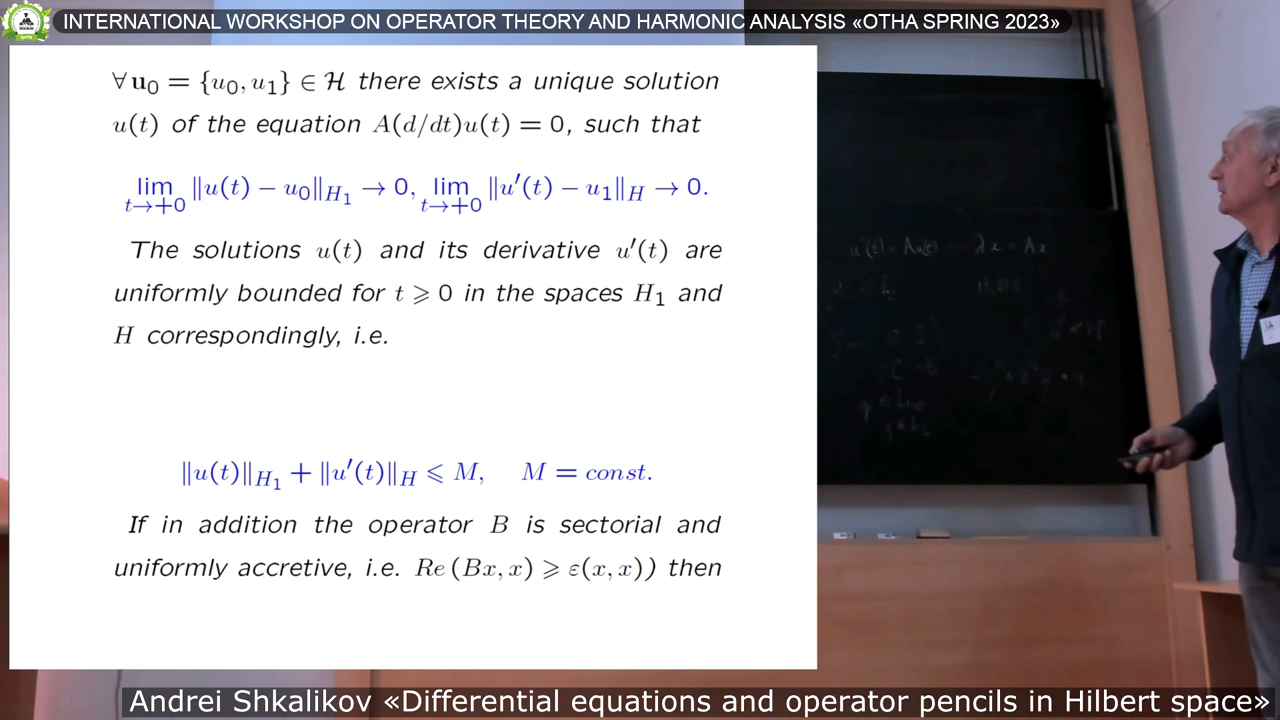 INTERNATIONAL WORKSHOP ON OPERATOR THEORY AND HARMONIC ANALYSIS «OTHA SPRING 2023»
∀ u₀ = {u₀, u₁} ∈ ℋ there exists a unique solution
u(t) of the equation A(d/dt)u(t) = 0, such that
lim_{t→+0} ‖u(t) − u₀‖_{H₁} → 0, lim_{t→+0} ‖u′(t) − u₁‖_H → 0.
The solutions u(t) and its derivative u′(t) are
uniformly bounded for t ⩾ 0 in the spaces H₁ and
H correspondingly, i.e.
‖u(t)‖_{H₁} + ‖u′(t)‖_H ⩽ M, M = const.
If in addition the operator B is sectorial and
uniformly accretive, i.e. Re (Bx, x) ⩾ ε(x, x)) then
λx = Ax
Andrei Shkalikov «Differential equations and operator pencils in Hilbert space»